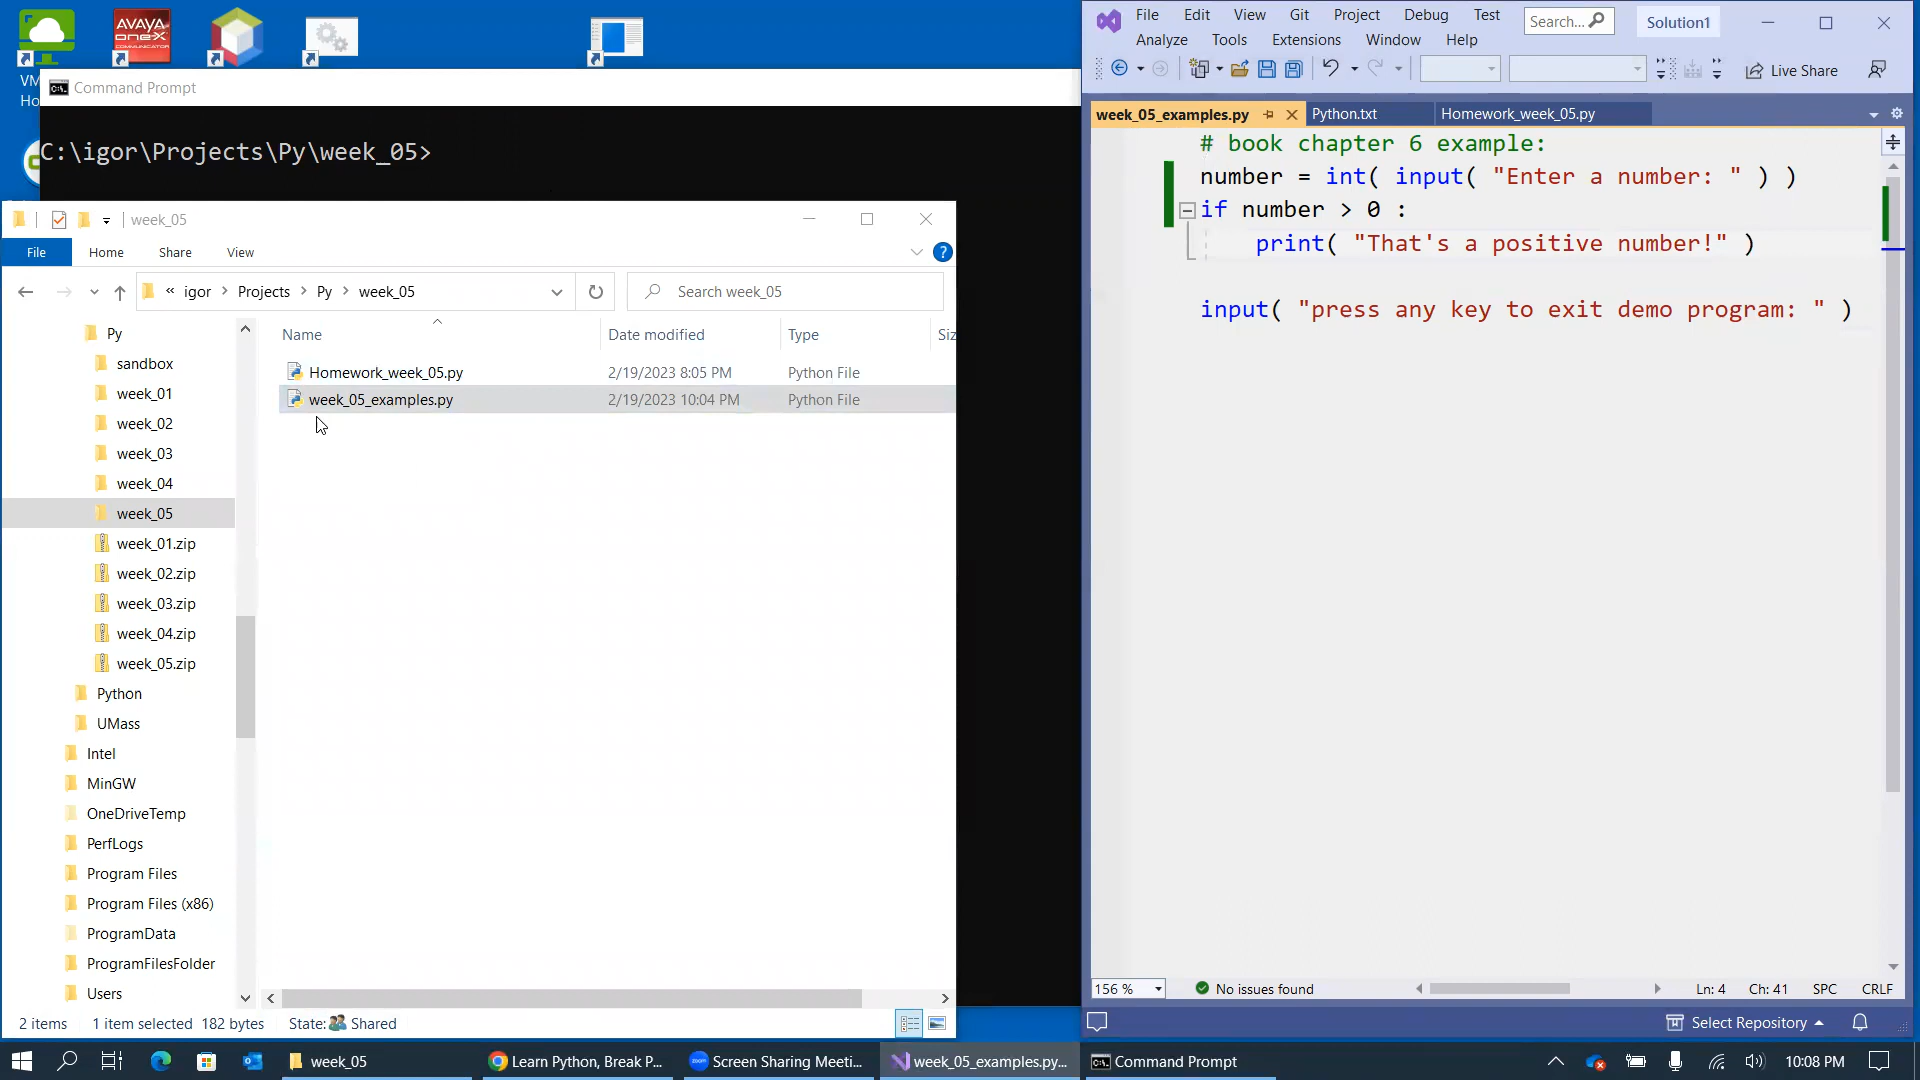 VM
Ho
AVAYA
one-X
COMMUNICATOR
Command Prompt
C:\igor\Projects\Py\week_05>
week_05
File Home Share View
« igor > Projects > Py > week_05
Search week_05
Py
sandbox
week_01
week_02
week_03
week_04
week_05
week_01.zip
week_02.zip
week_03.zip
week_04.zip
week_05.zip
Python
UMass
Intel
MinGW
OneDriveTemp
PerfLogs
Program Files
Program Files (x86)
ProgramData
ProgramFilesFolder
Users
Name Date modified Type Siz
Homework_week_05.py 2/19/2023 8:05 PM Python File
week_05_examples.py 2/19/2023 10:04 PM Python File
2 items 1 item selected 182 bytes State: Shared
File Edit View Git Project Debug Test
Analyze Tools Extensions Window Help
Search...
Solution1
Live Share
week_05_examples.py Python.txt Homework_week_05.py
# book chapter 6 example:
number = int( input( "Enter a number: " ) )
if number > 0 :
print( "That's a positive number!" )
input( "press any key to exit demo program: " )
156 % No issues found Ln: 4 Ch: 41 SPC CRLF
Select Repository
week_05 Learn Python, Break P... Screen Sharing Meeti... week_05_examples.py... Command Prompt 10:08 PM